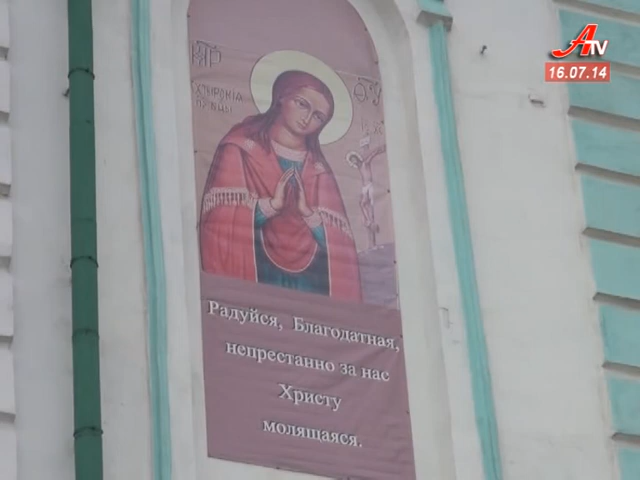 ATV
16.07.14
Радуйся, Благодатная,
непрестанно за нас
Христу
молящаяся.